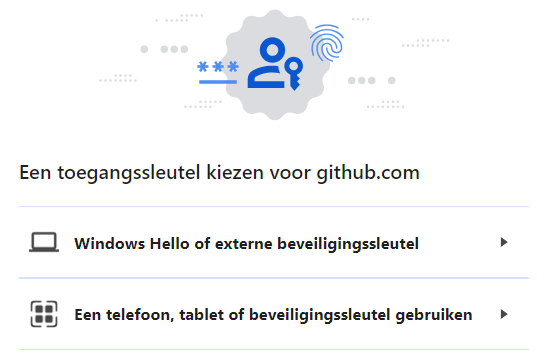 ***
Een toegangssleutel kiezen voor github.com
Windows Hello of externe beveiligingssleutel
Een telefoon, tablet of beveiligingssleutel gebruiken